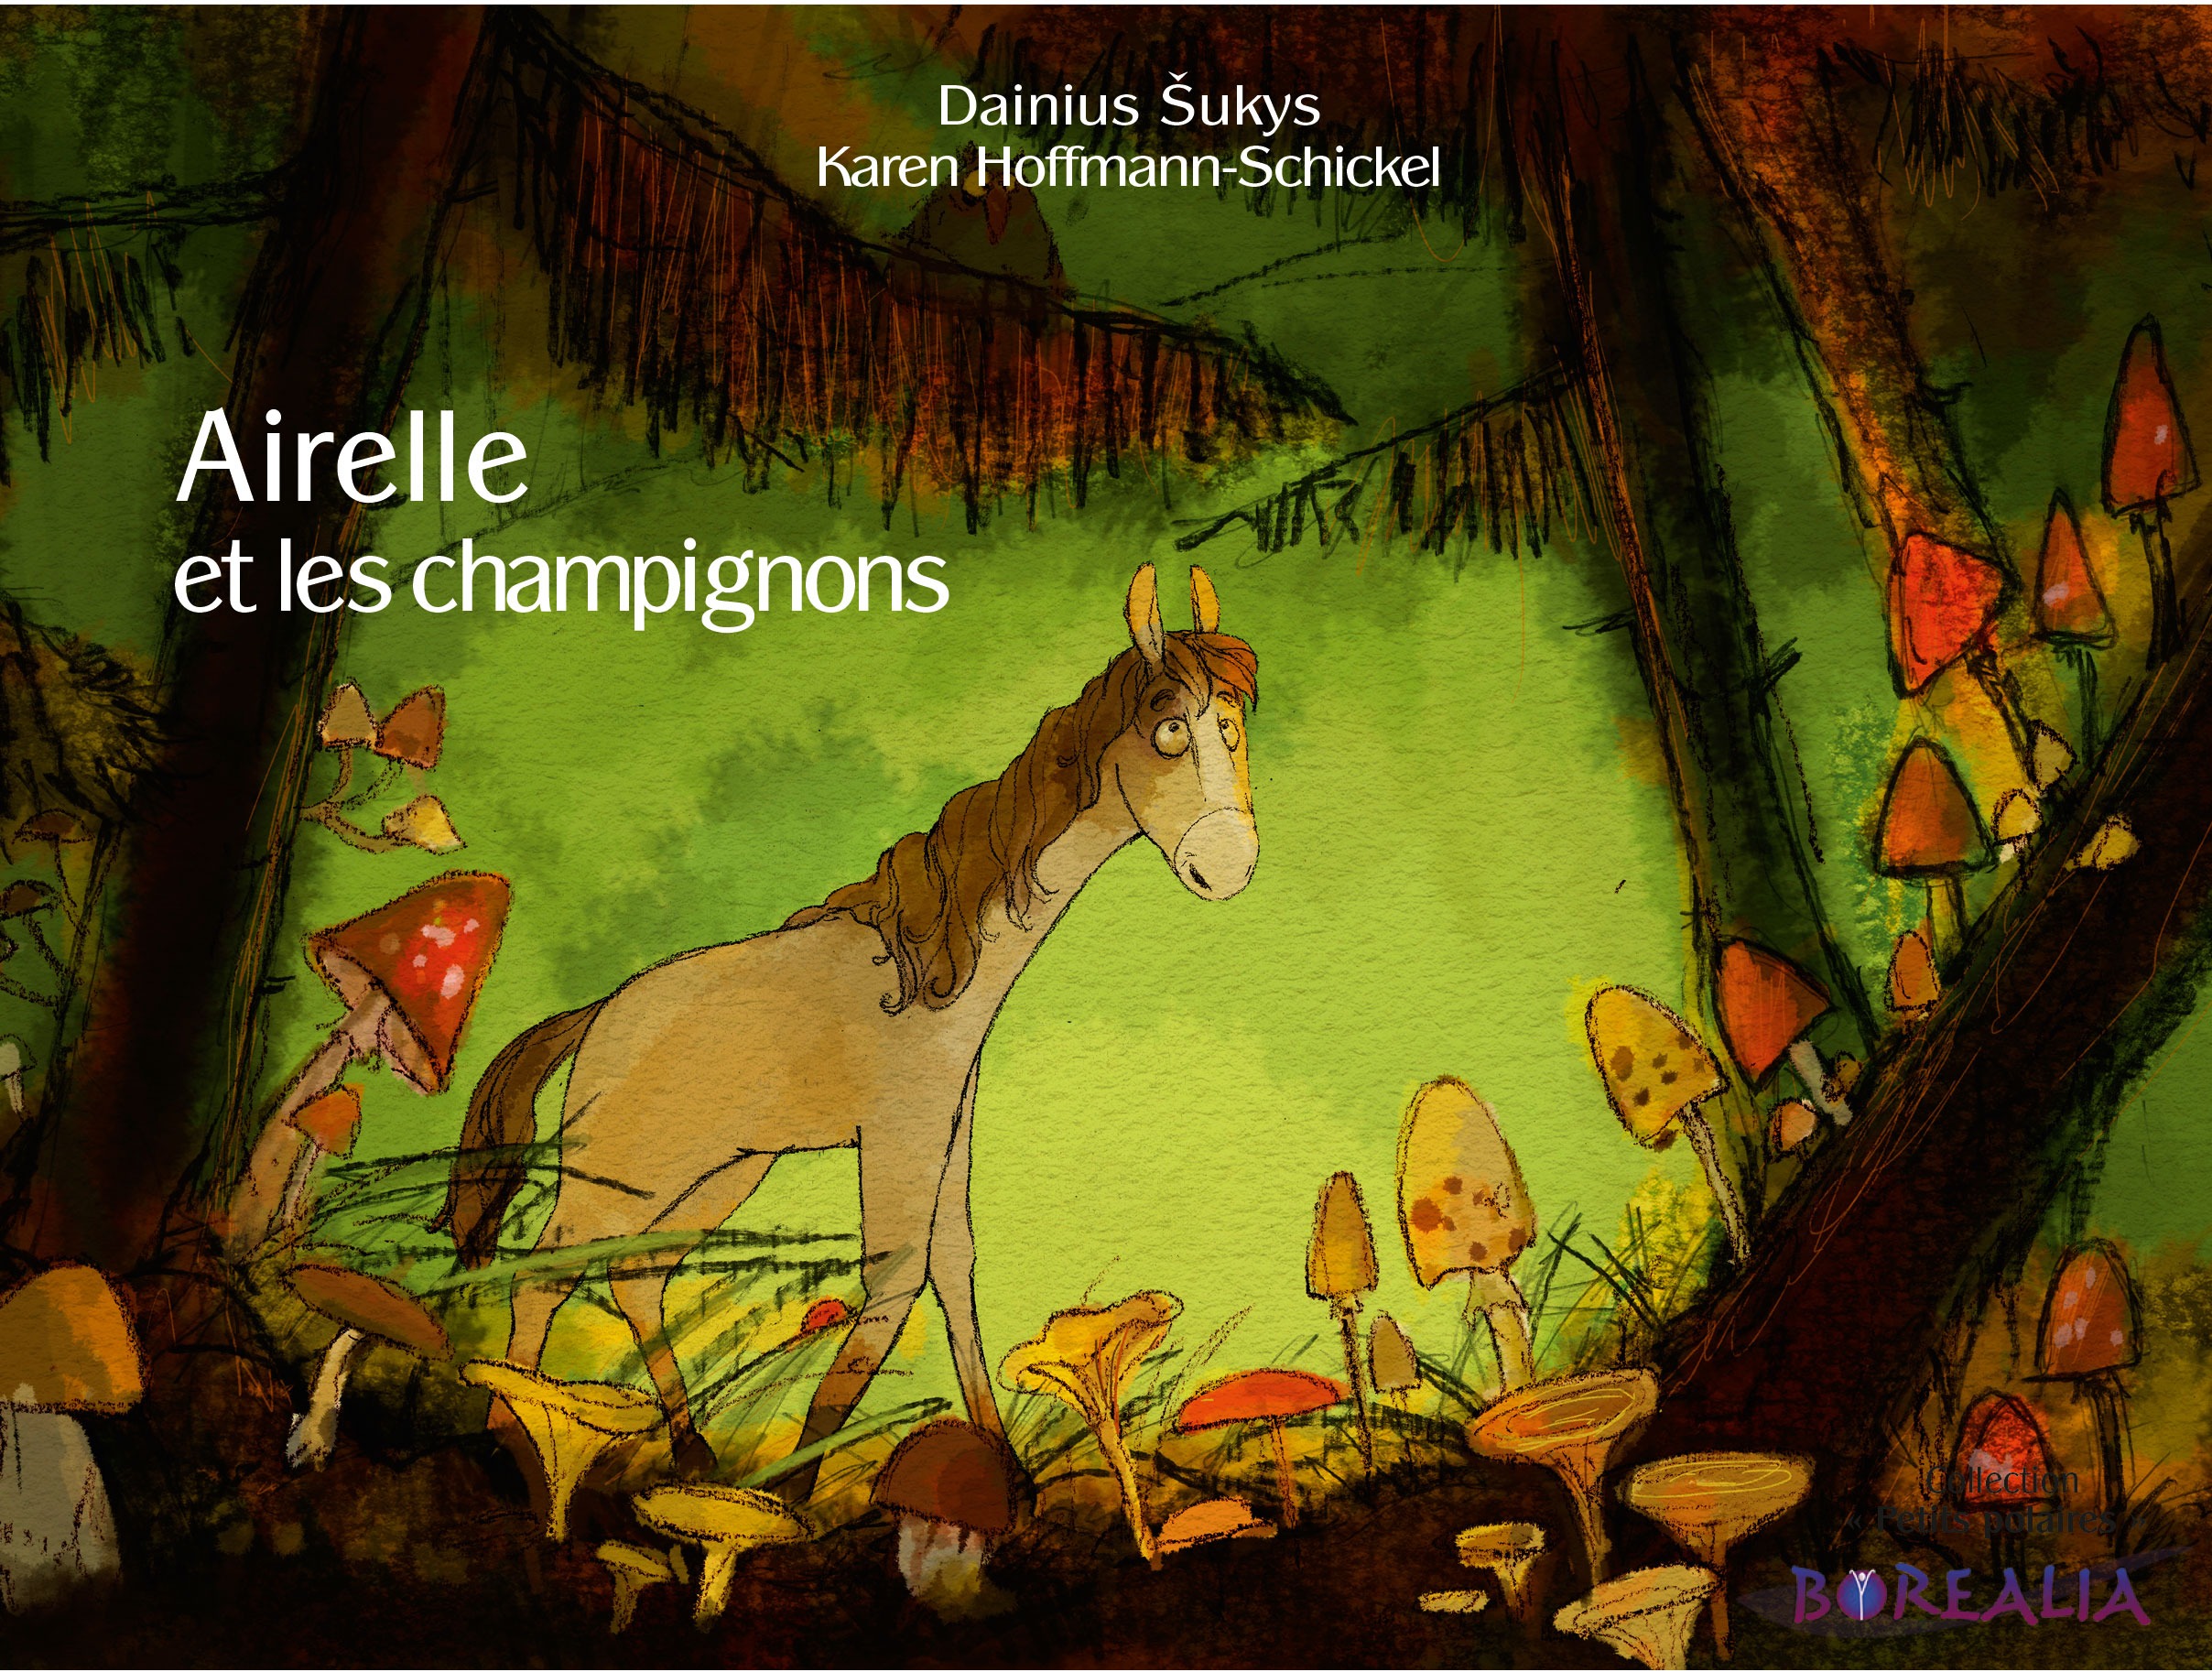 Dainius Šukys
Karen Hoffmann-Schickel
Airelle
et les champignons
Collection
« Petits polaires »
BOREALIA